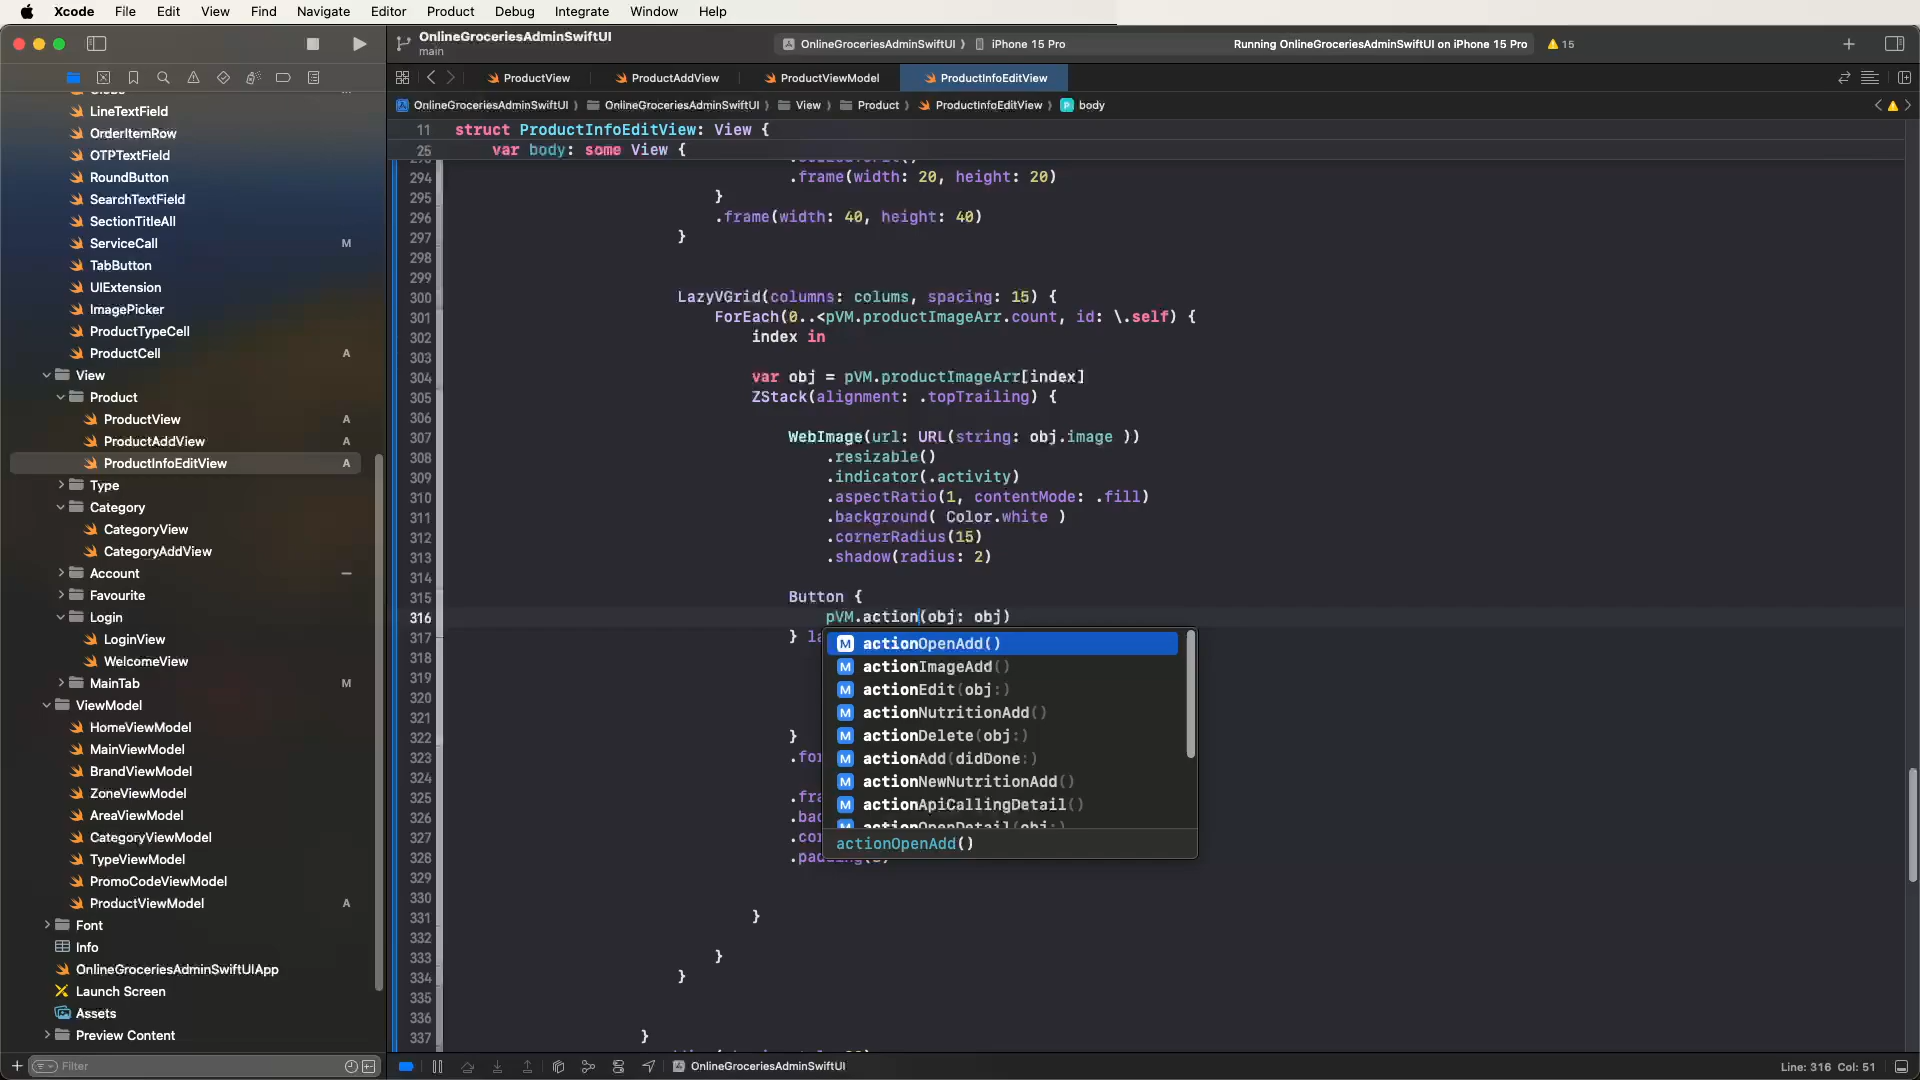 Xcode File Edit View Find Navigate Editor Product Debug Integrate Window Help
OnlineGroceriesAdminSwiftUI
main
OnlineGroceriesAdminSwiftUI iPhone 15 Pro
Running OnlineGroceriesAdminSwiftUI on iPhone 15 Pro
15
ProductView ProductAddView ProductViewModel ProductInfoEditView
OnlineGroceriesAdminSwiftUI OnlineGroceriesAdminSwiftUI View Product ProductInfoEditView body
LineTextField
OrderItemRow
OTPTextField
RoundButton
SearchTextField
SectionTitleAll
ServiceCall M
TabButton
UIExtension
ImagePicker
ProductTypeCell
ProductCell A
View
Product
ProductView A
ProductAddView A
ProductInfoEditView A
Type
Category
CategoryView
CategoryAddView
Account
Favourite
Login
LoginView
WelcomeView
MainTab M
ViewModel
HomeViewModel
MainViewModel
BrandViewModel
ZoneViewModel
AreaViewModel
CategoryViewModel
TypeViewModel
PromoCodeViewModel
ProductViewModel A
Font
Info
OnlineGroceriesAdminSwiftUIApp
Launch Screen
Assets
Preview Content
Filter
11 struct ProductInfoEditView: View {
25 var body: some View {
294 .frame(width: 20, height: 20)
295 }
296 .frame(width: 40, height: 40)
297 }
298
299
300 LazyVGrid(columns: colums, spacing: 15) {
301 ForEach(0..<pVM.productImageArr.count, id: \.self) {
302 index in
303
304 var obj = pVM.productImageArr[index]
305 ZStack(alignment: .topTrailing) {
306
307 WebImage(url: URL(string: obj.image ))
308 .resizable()
309 .indicator(.activity)
310 .aspectRatio(1, contentMode: .fill)
311 .background( Color.white )
312 .cornerRadius(15)
313 .shadow(radius: 2)
314
315 Button {
316 pVM.action(obj: obj)
317 } la
318
319
320
321
322 }
323 .fo
324
325 .fra
326 .bac
327 .co
328 .pa
329
330
331 }
332
333 }
334 }
335
336
337 }
M actionOpenAdd()
M actionImageAdd()
M actionEdit(obj:)
M actionNutritionAdd()
M actionDelete(obj:)
M actionAdd(didDone:)
M actionNewNutritionAdd()
M actionApiCallingDetail()
actionOpenDetail(obj:)
actionOpenAdd()
OnlineGroceriesAdminSwiftUI
Line: 316 Col: 51